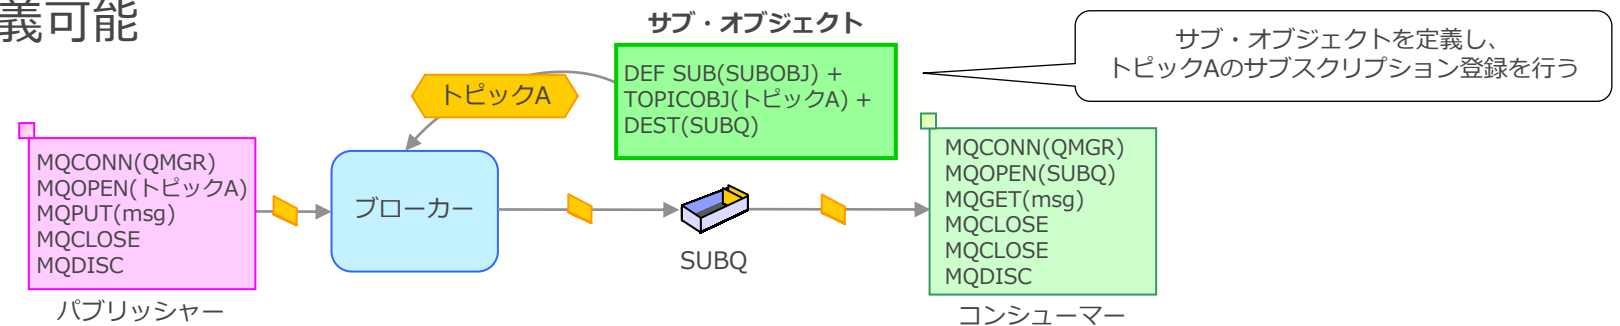 義可能
サブ・オブジェクト
サブ・オブジェクトを定義し、
トピックAのサブスクリプション登録を行う
DEF SUB(SUBOBJ) +
TOPICOBJ(トピックA) +
DEST(SUBQ)
トピックA
MQCONN(QMGR)
MQOPEN(トピックA)
MQPUT(msg)
MQCLOSE
MQDISC
パブリッシャー
ブローカー
SUBQ
MQCONN(QMGR)
MQOPEN(SUBQ)
MQGET(msg)
MQCLOSE
MQCLOSE
MQDISC
コンシューマー